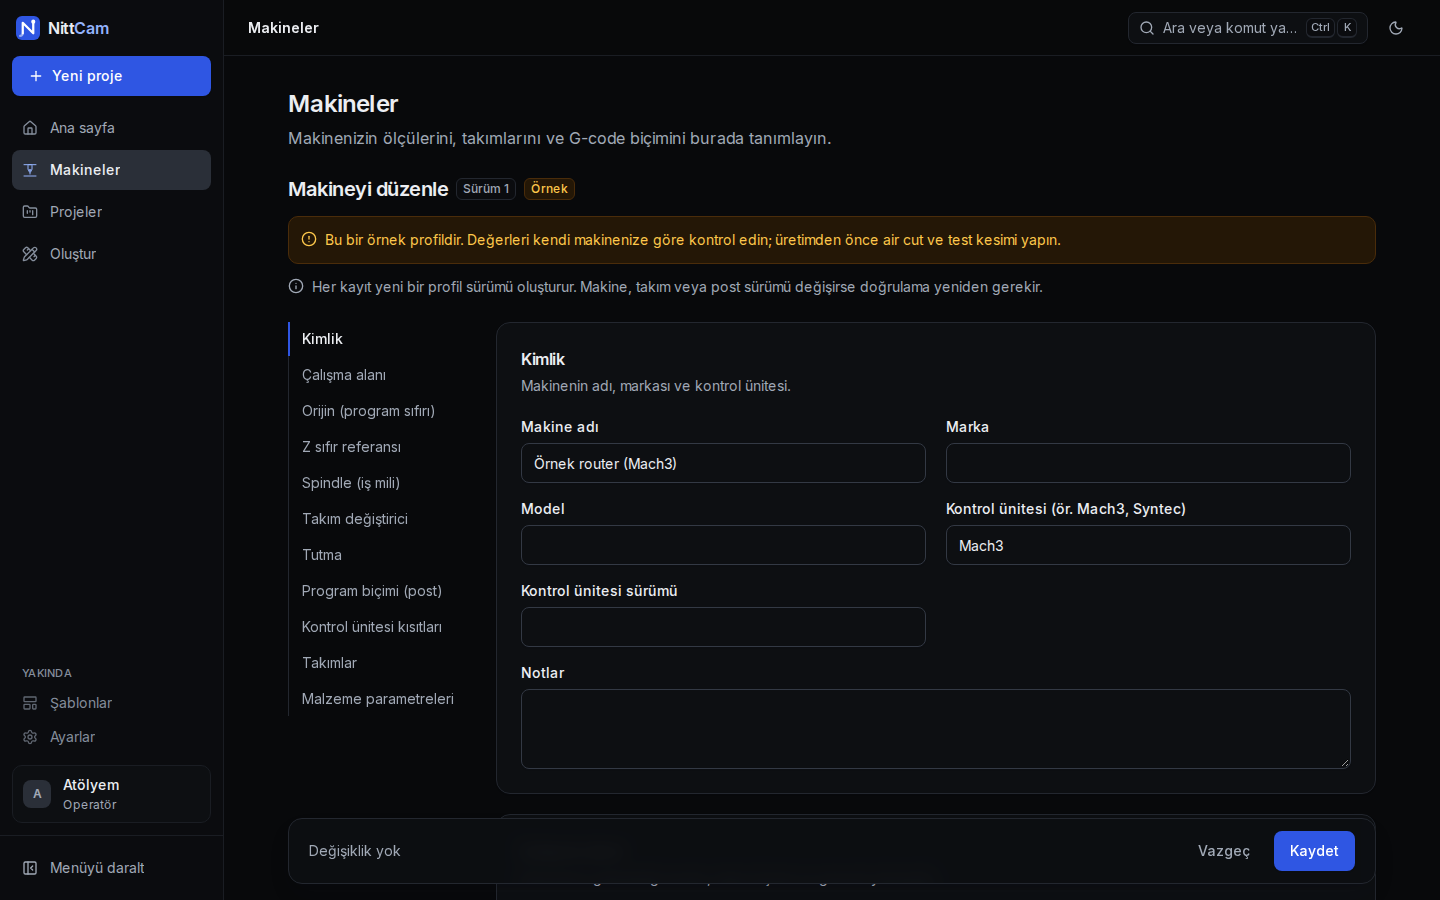 NittCam
Yeni proje
Ana sayfa
Makineler
Projeler
Oluştur
YAKINDA
Şablonlar
Ayarlar
A
Atölyem
Operatör
Menüyü daralt
Makineler
Ara veya komut ya…
Ctrl
K
Makineler
Makinenizin ölçülerini, takımlarını ve G-code biçimini burada tanımlayın.
Makineyi düzenle
Sürüm 1
Örnek
Bu bir örnek profildir. Değerleri kendi makinenize göre kontrol edin; üretimden önce air cut ve test kesimi yapın.
Her kayıt yeni bir profil sürümü oluşturur. Makine, takım veya post sürümü değişirse doğrulama yeniden gerekir.
Kimlik
Çalışma alanı
Orijin (program sıfırı)
Z sıfır referansı
Spindle (iş mili)
Takım değiştirici
Tutma
Program biçimi (post)
Kontrol ünitesi kısıtları
Takımlar
Malzeme parametreleri
Kimlik
Makinenin adı, markası ve kontrol ünitesi.
Makine adı
Örnek router (Mach3)
Marka
Model
Kontrol ünitesi (ör. Mach3, Syntec)
Mach3
Kontrol ünitesi sürümü
Notlar
Değişiklik yok
Vazgeç
Kaydet